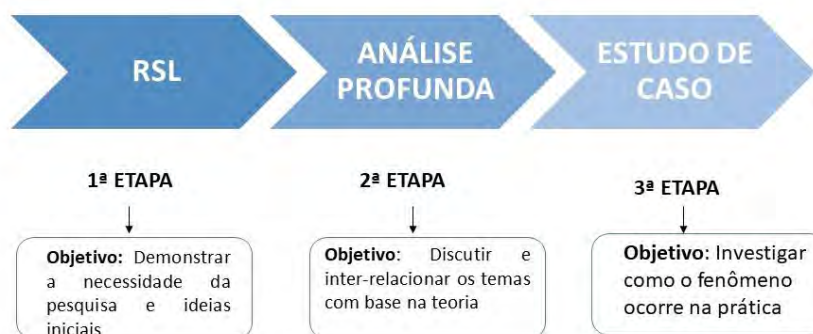 RSL
ANÁLISE
PROFUNDA
ESTUDO DE
CASO
1ª ETAPA
2ª ETAPA
3ª ETAPA
Objetivo: Demonstrar
a necessidade da
pesquisa e ideias
iniciais
Objetivo: Discutir e
inter-relacionar os temas
com base na teoria
Objetivo: Investigar
como o fenômeno
ocorre na prática